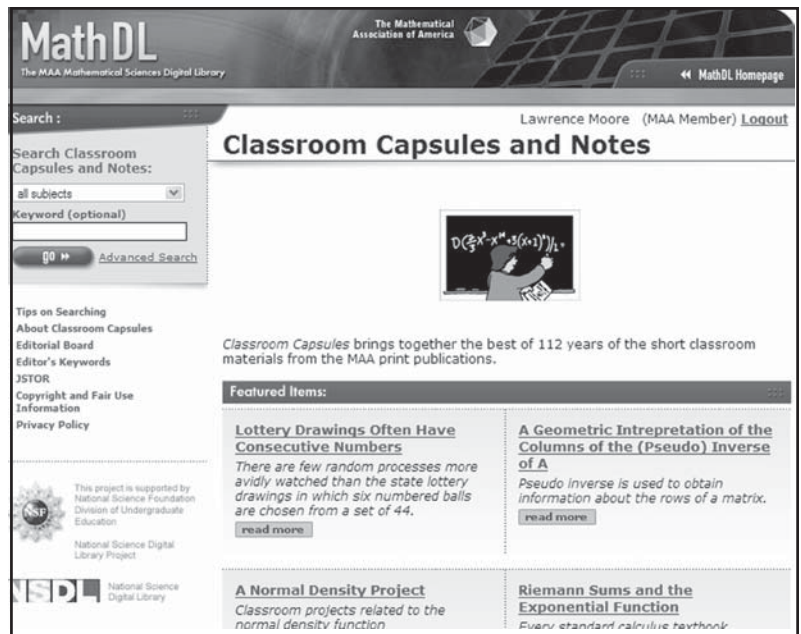 MathDL
The MAA Mathematical Sciences Digital Library
The Mathematical
Association of America
MathDL Homepage
Search :
Lawrence Moore (MAA Member) Logout
Classroom Capsules and Notes
Search Classroom
Capsules and Notes:
all subjects
Keyword (optional)
go
Advanced Search
Tips on Searching
About Classroom Capsules
Editorial Board
Editor's Keywords
JSTOR
Copyright and Fair Use
Information
Privacy Policy
Classroom Capsules brings together the best of 112 years of the short classroom
materials from the MAA print publications.
Featured Items:
Lottery Drawings Often Have
Consecutive Numbers
There are few random processes more
avidly watched than the state lottery
drawings in which six numbered balls
are chosen from a set of 44.
read more
A Geometric Intrepretation of the
Columns of the (Pseudo) Inverse
of A
Pseudo inverse is used to obtain
information about the rows of a matrix.
read more
NSF
This project is supported by
National Science Foundation
Division of Undergraduate
Education
National Science Digital
Library Project
NSDL
National Science
Digital Library
A Normal Density Project
Classroom projects related to the
normal density function
Riemann Sums and the
Exponential Function
Every standard calculus textbook